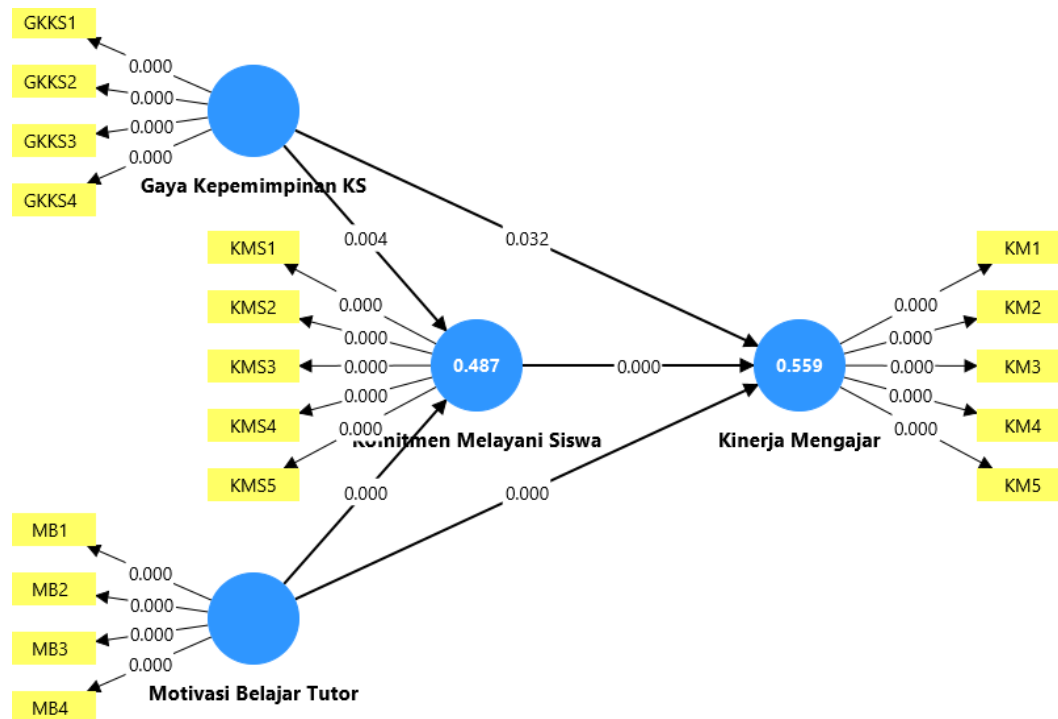 GKKS1
GKKS2
GKKS3
GKKS4
0.000
0.000
0.000
0.000
Gaya Kepemimpinan KS
0.004
0.032
KMS1
KMS2
KMS3
KMS4
KMS5
0.000
0.000
0.000
0.000
0.000
0.487
Komitmen Melayani Siswa
0.000
0.559
Kinerja Mengajar
0.000
0.000
0.000
0.000
0.000
KM1
KM2
KM3
KM4
KM5
0.000
0.000
MB1
MB2
MB3
MB4
0.000
0.000
0.000
0.000
Motivasi Belajar Tutor